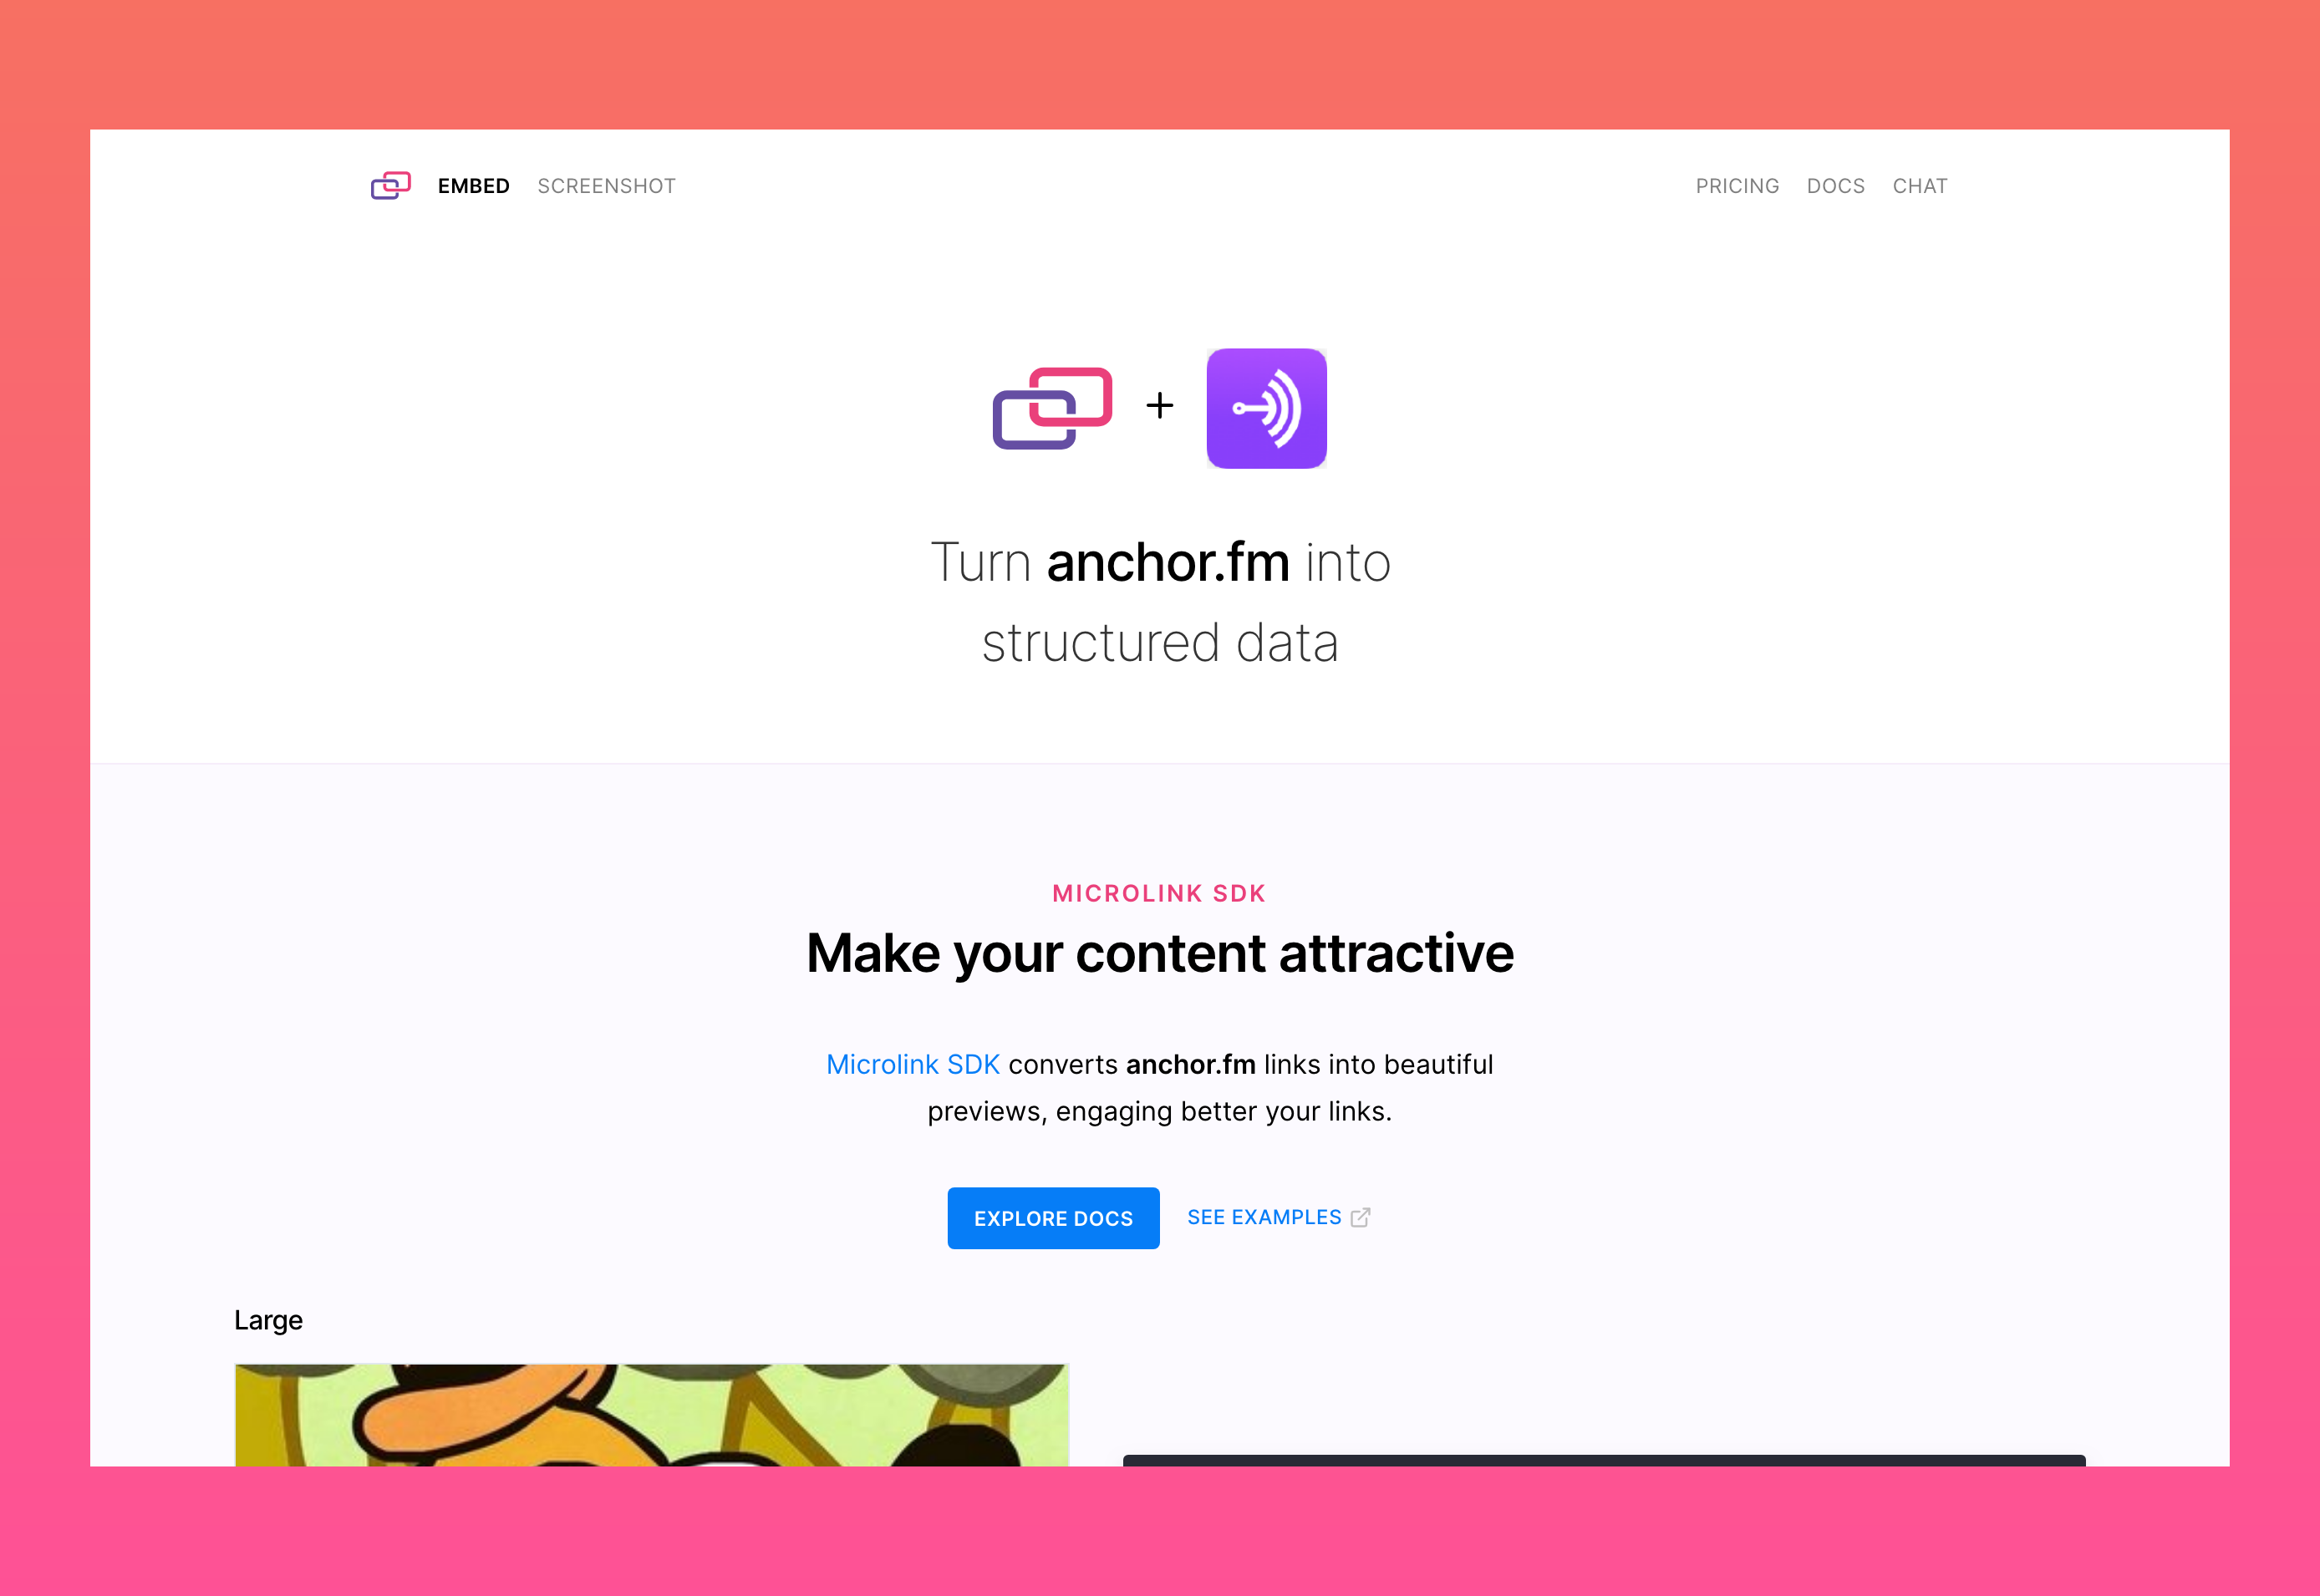 EMBED SCREENSHOT PRICING DOCS CHAT
+
Turn anchor.fm into
structured data
MICROLINK SDK
Make your content attractive
Microlink SDK converts anchor.fm links into beautiful
previews, engaging better your links.
EXPLORE DOCS SEE EXAMPLES
Large